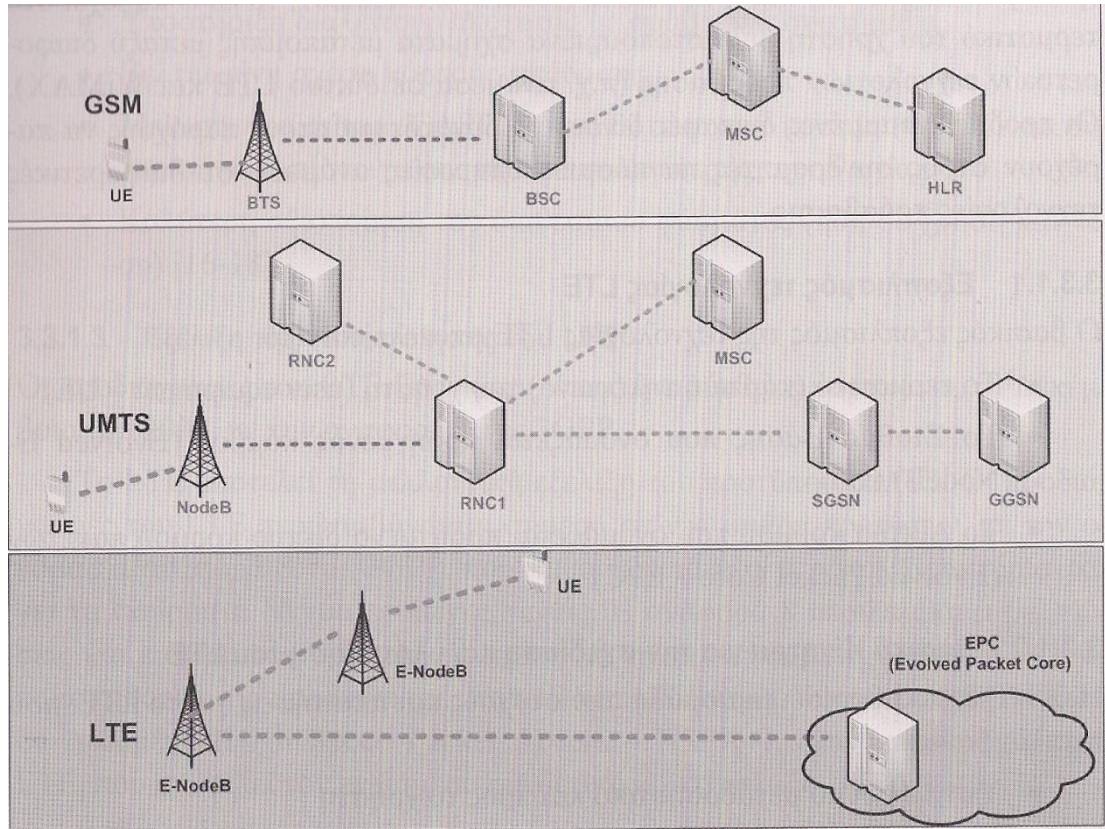 GSM
UE
BTS
BSC
MSC
HLR
RNC2
MSC
UMTS
UE
NodeB
RNC1
SGSN
GGSN
UE
E-NodeB
LTE
E-NodeB
EPC
(Evolved Packet Core)